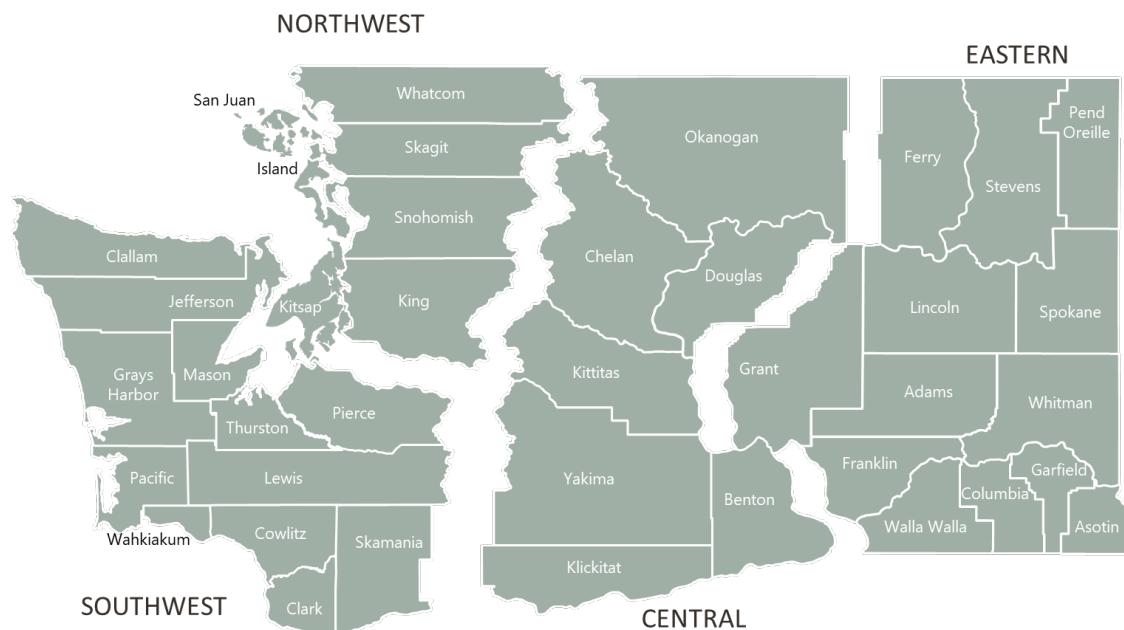 NORTHWEST
EASTERN
Whatcom
San Juan
Pend
Oreille
Okanogan
Skagit
Ferry
Island
Stevens
Snohomish
Clallam
Chelan
Douglas
Jefferson
King
Kitsap
Lincoln
Spokane
Grays
Harbor
Mason
Kittitas
Grant
Adams
Whitman
Pierce
Thurston
Franklin
Garfield
Pacific
Lewis
Yakima
Benton
Columbia
Walla Walla
Asotin
Wahkiakum
Cowlitz
Skamania
Klickitat
SOUTHWEST
Clark
CENTRAL